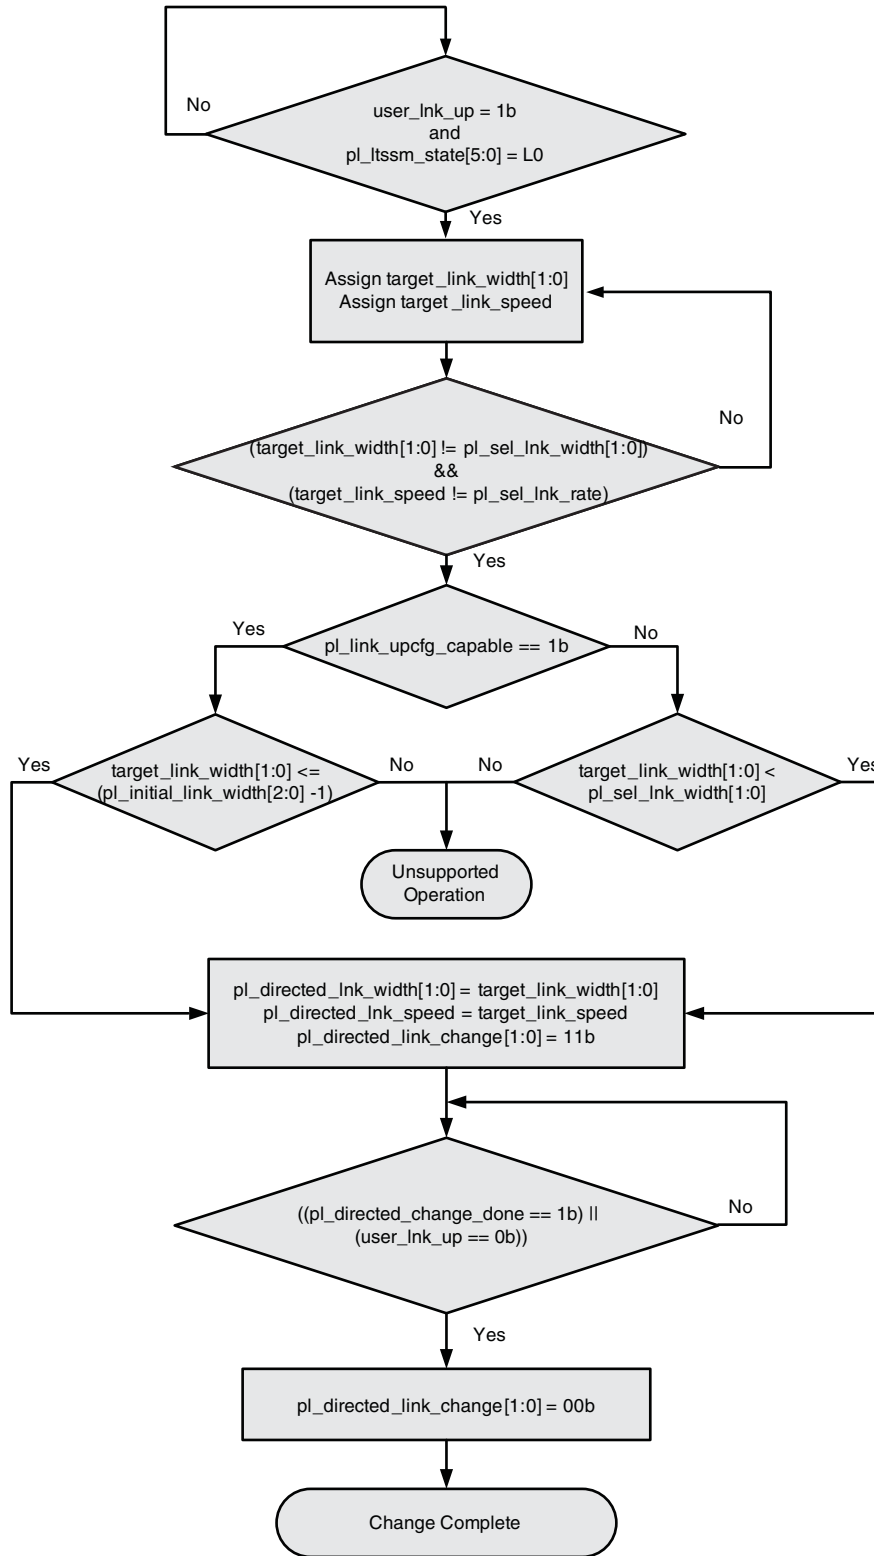 No
user_lnk_up = 1b
and
pl_ltssm_state[5:0] = L0
Yes
Assign target_link_width[1:0]
Assign target_link_speed
No
(target_link_width[1:0] != pl_sel_lnk_width[1:0])
&&
(target_link_speed != pl_sel_lnk_rate)
Yes
Yes
pl_link_upcfg_capable == 1b
No
Yes
target_link_width[1:0] <=
(pl_initial_link_width[2:0] -1)
No
No
target_link_width[1:0] <
pl_sel_lnk_width[1:0]
Yes
Unsupported
Operation
pl_directed_lnk_width[1:0] = target_link_width[1:0]
pl_directed_lnk_speed = target_link_speed
pl_directed_link_change[1:0] = 11b
((pl_directed_change_done == 1b) ||
(user_lnk_up == 0b))
No
Yes
pl_directed_link_change[1:0] = 00b
Change Complete